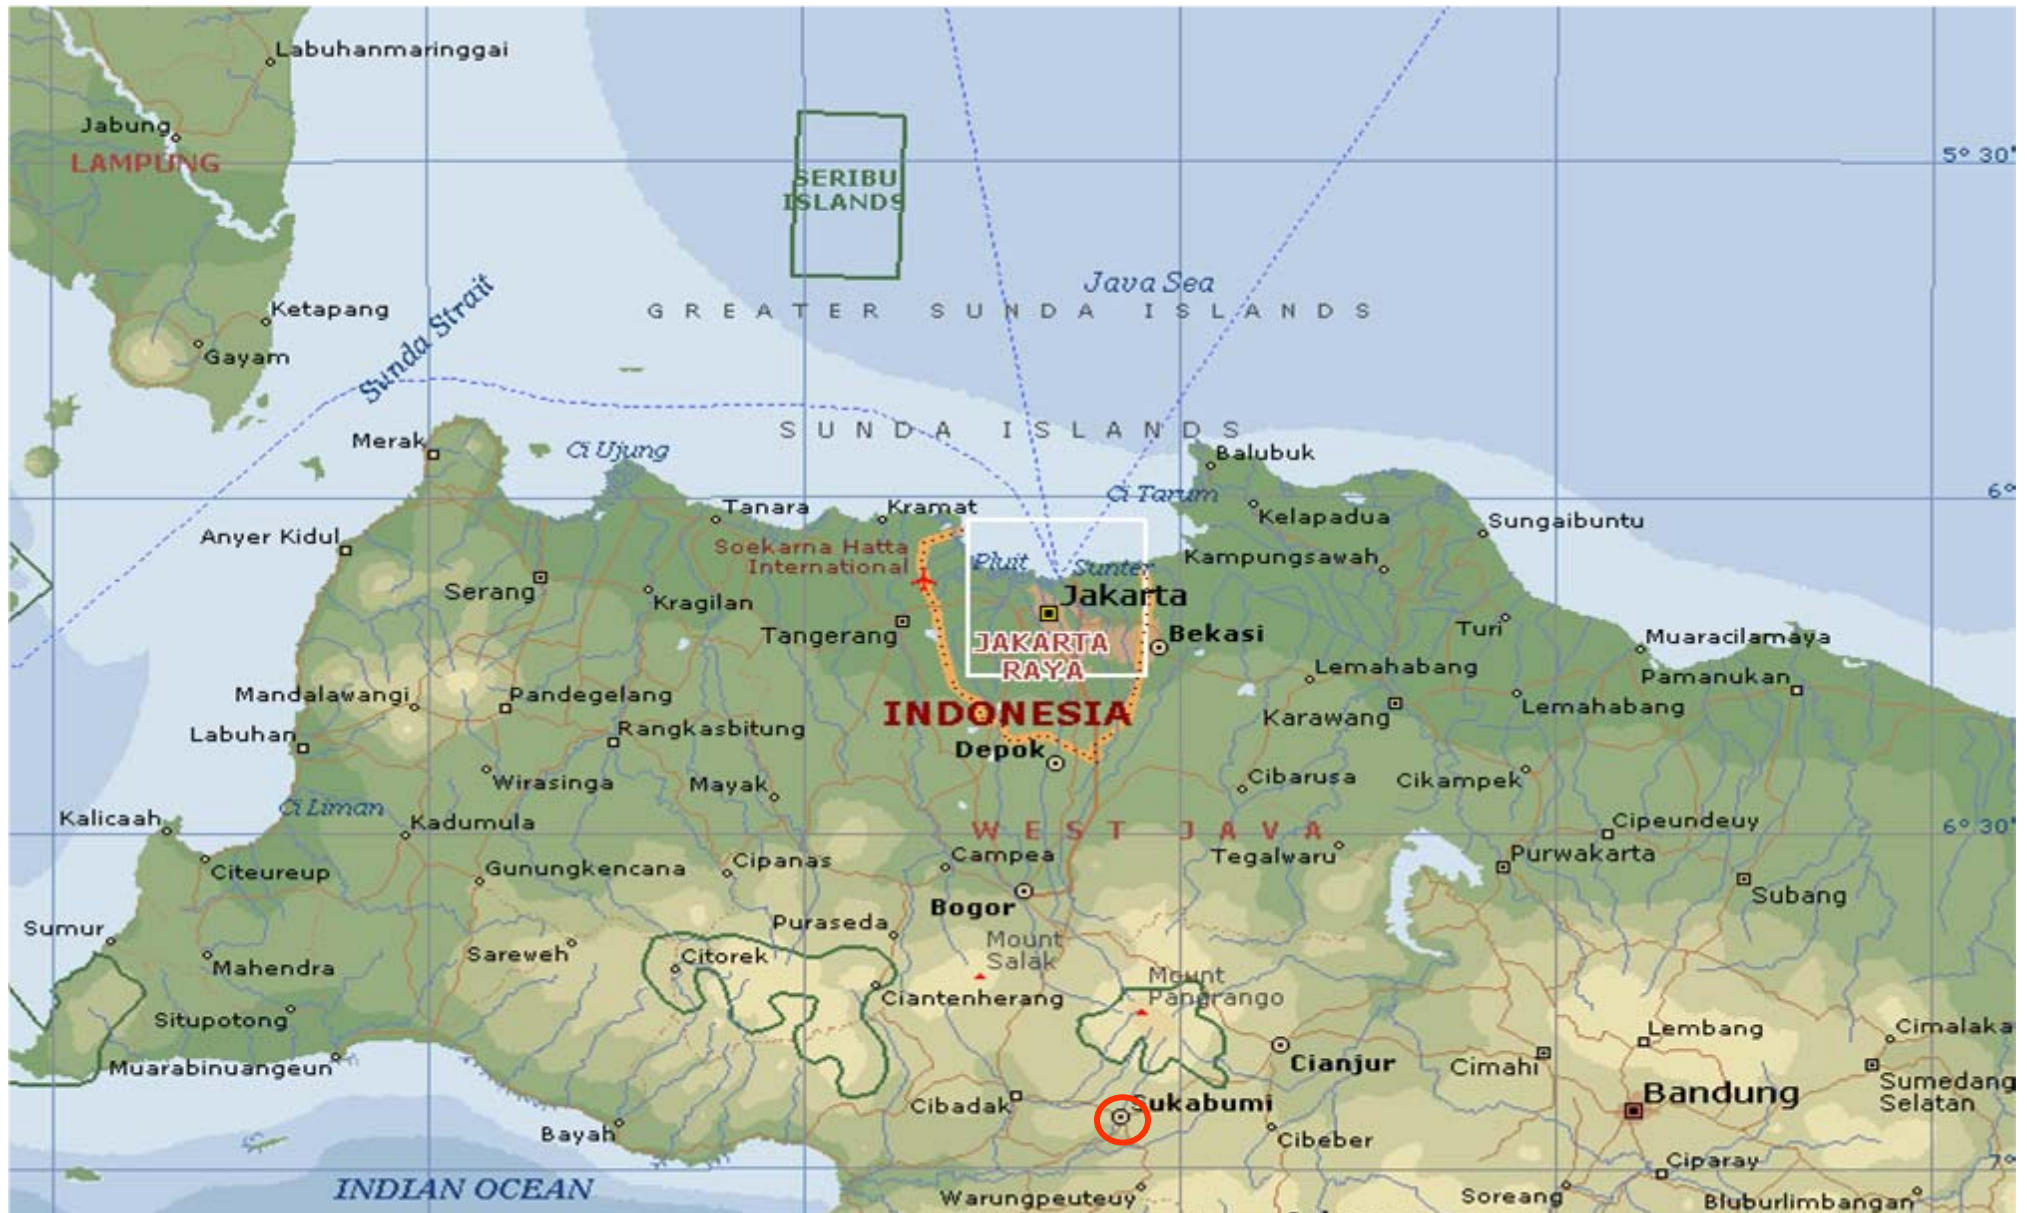 Labuhanmaringgai
Jabung
LAMPUNG
5° 30'
SERIBU
ISLANDS
Java Sea
Ketapang
GREATER SUNDA ISLANDS
Gayam
Sunda Strait
SUNDA ISLANDS
Merak
Ci Ujung
Balubuk
Ci Tarum
6°
Tanara
Kramat
Kelapadua
Sungaibuntu
Anyer Kidul
Soekarna Hatta
International
Pluit
Sunter
Kampungsawah
Serang
Kragilan
Jakarta
Tangerang
JAKARTA
RAYA
Bekasi
Turi
Muaracilamaya
Lemahabang
Pamanukan
Mandalawangi
Pandegelang
INDONESIA
Karawang
Lemahabang
Labuhan
Rangkasbitung
Depok
Wirasinga
Mayak
Cibarusa
Cikampek
Ci Liman
Kalicaah
Kadumula
WEST JAVA
Cipeundeuy
6° 30'
Citeureup
Gunungkencana
Cipanas
Campea
Tegalwaru
Purwakarta
Subang
Bogor
Sumur
Puraseda
Sareweh
Citorek
Mount
Salak
Mahendra
Mount
Pangrango
Ciantenherang
Situpotong
Lembang
Cimalaka
Muarabinuangeun
Cianjur
Cimahi
Sumedang
Selatan
Bandung
Cibadak
Sukabumi
Bayah
Cibeber
Ciparay
7°
INDIAN OCEAN
Warungpeuteuy
Soreang
Bluburlimbangan